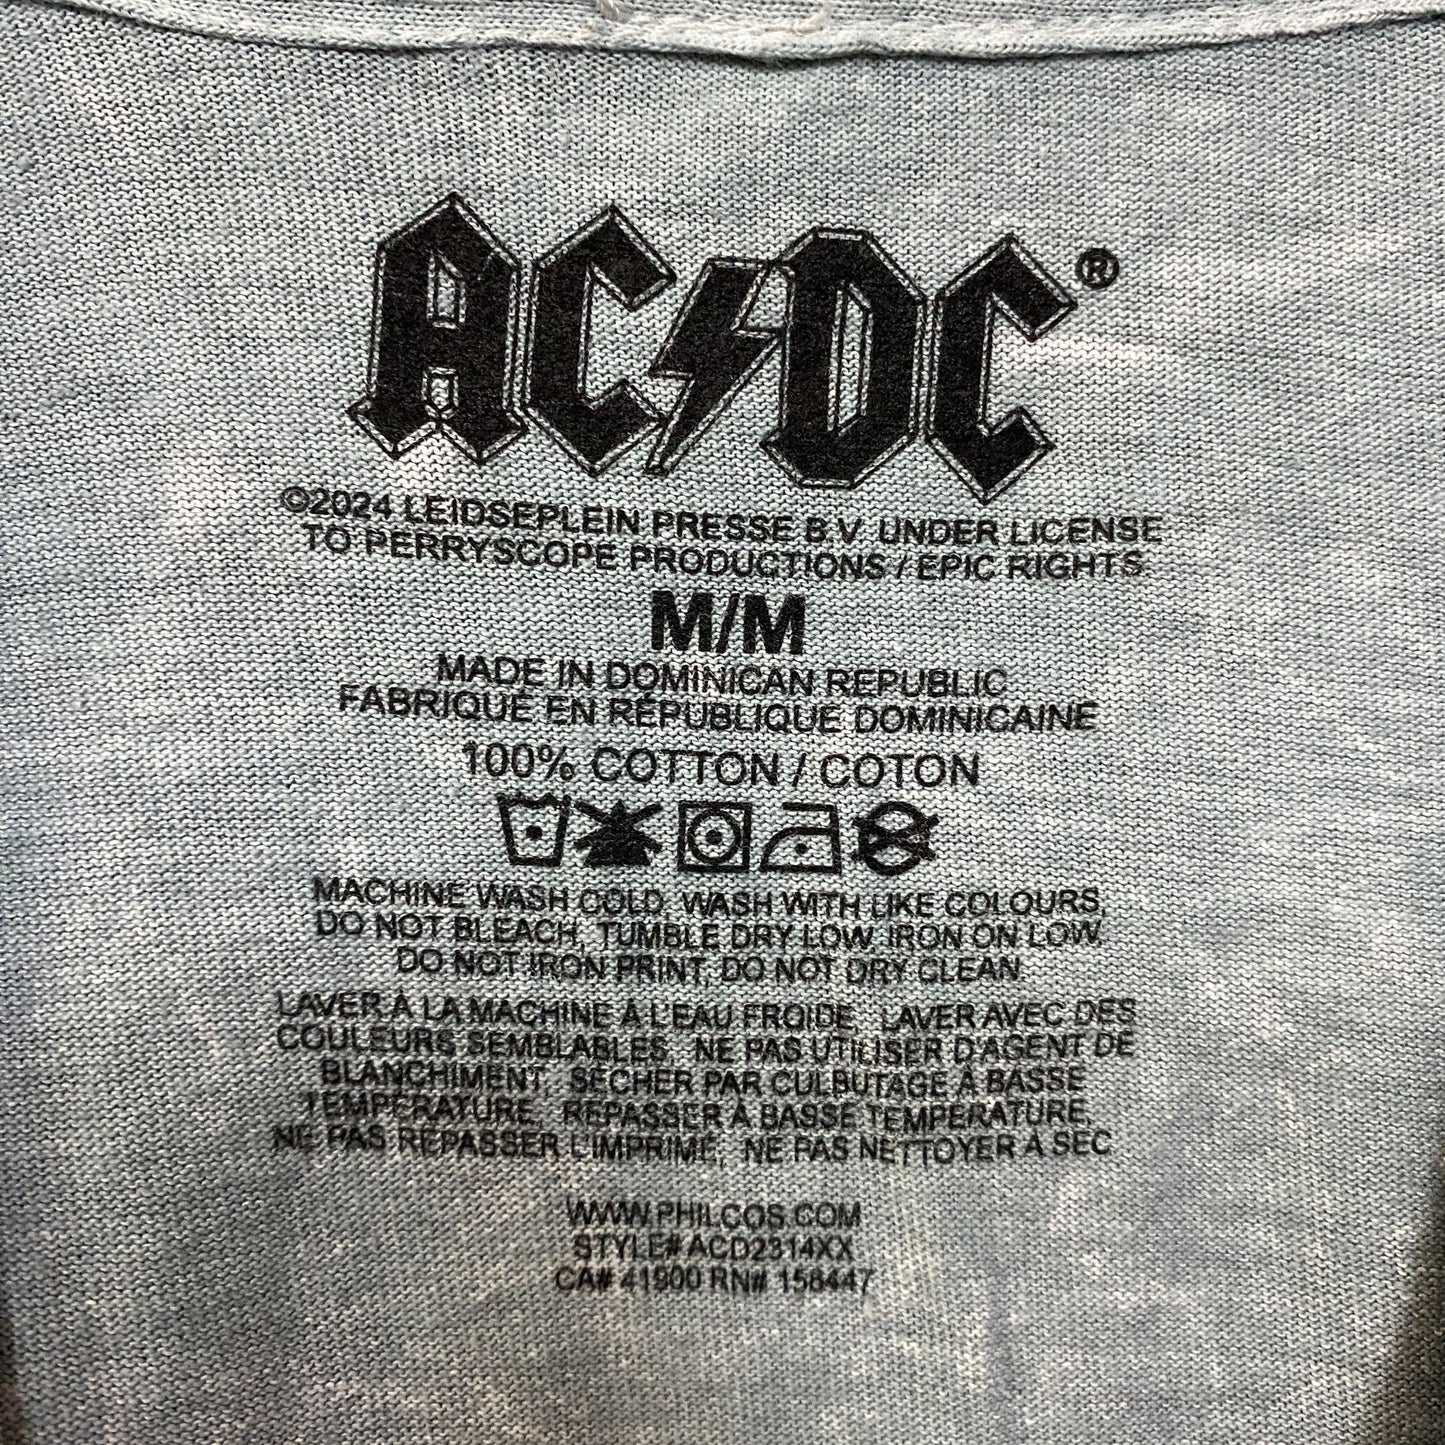 AC/DC®
©2024 LEIDSEPLEIN PRESSE B.V. UNDER LICENSE
TO PERRYSCOPE PRODUCTIONS / EPIC RIGHTS.
M/M
MADE IN DOMINICAN REPUBLIC
FABRIQUÉ EN RÉPUBLIQUE DOMINICAINE
100% COTTON / COTON
MACHINE WASH COLD, WASH WITH LIKE COLOURS,
DO NOT BLEACH, TUMBLE DRY LOW, IRON ON LOW,
DO NOT IRON PRINT, DO NOT DRY CLEAN.
LAVER À LA MACHINE À L'EAU FROIDE, LAVER AVEC DES
COULEURS SEMBLABLES, NE PAS UTILISER D'AGENT DE
BLANCHIMENT, SÉCHER PAR CULBUTAGE À BASSE
TEMPÉRATURE, REPASSER À BASSE TEMPÉRATURE,
NE PAS REPASSER L'IMPRIMÉ, NE PAS NETTOYER À SEC
WWW.PHILCOS.COM
STYLE# ACD2314XX
CA# 41900 RN# 158447